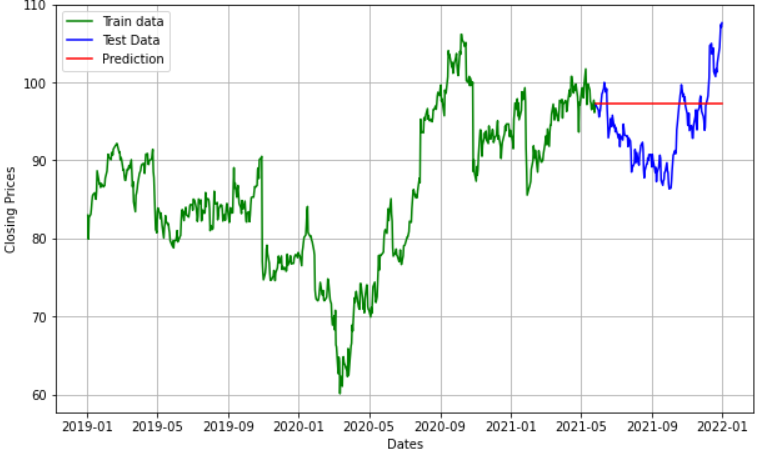 110
100
90
80
70
60
Closing Prices
Train data
Test Data
Prediction
2019-01 2019-05 2019-09 2020-01 2020-05 2020-09 2021-01 2021-05 2021-09 2022-01
Dates